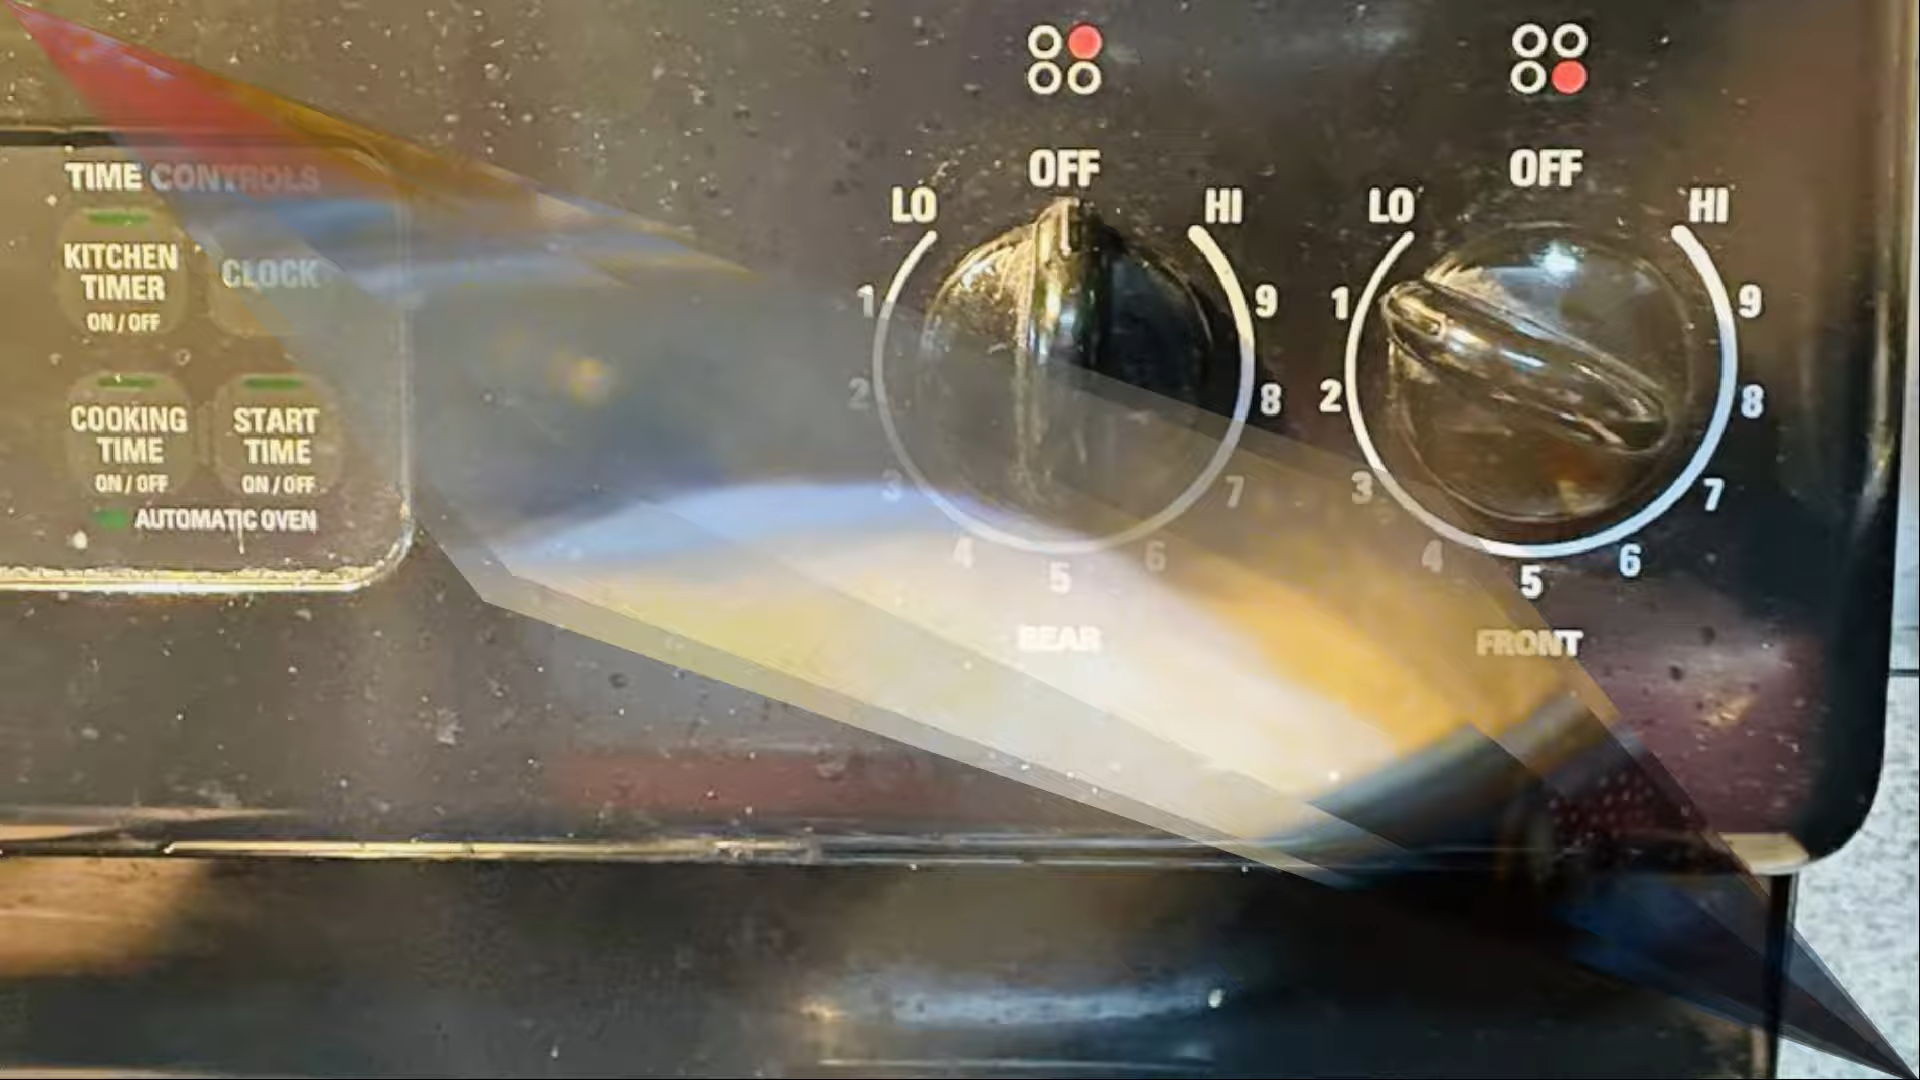 TIME CONTROLS
KITCHEN
TIMER
ON / OFF
CLOCK
COOKING
TIME
ON / OFF
START
TIME
ON / OFF
AUTOMATIC OVEN
OFF
LO
HI
1
2
3
4
5
6
7
8
9
REAR
OFF
LO
HI
1
2
3
4
5
6
7
8
9
FRONT